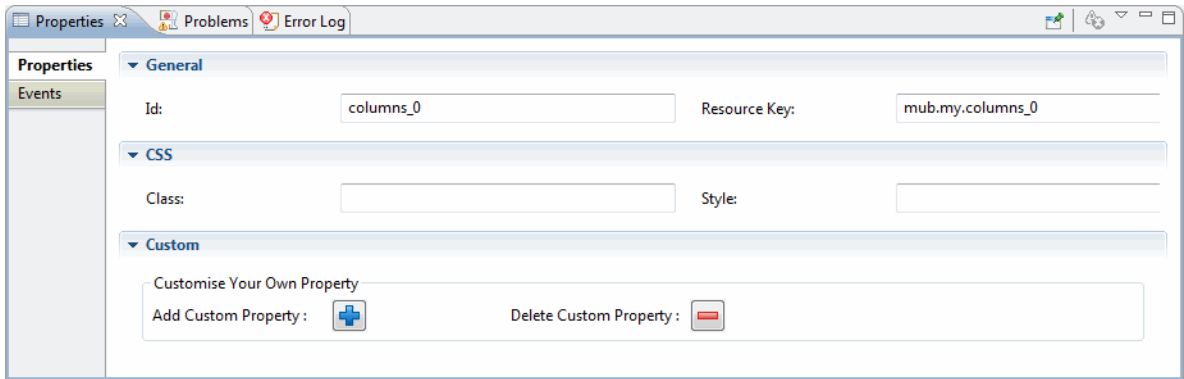 Properties Problems Error Log
Properties
General
Events
Id: columns_0 Resource Key: mub.my.columns_0
CSS
Class: Style:
Custom
Customise Your Own Property
Add Custom Property : Delete Custom Property :